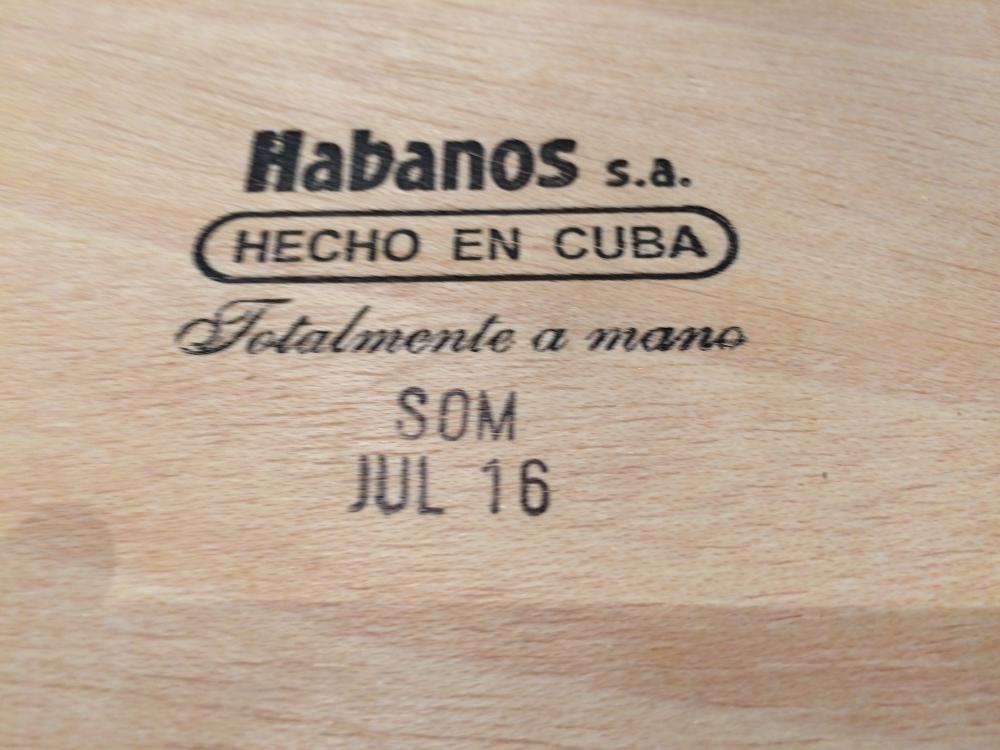 Habanos s.a.
HECHO EN CUBA
Totalmente a mano
SOM
JUL 16